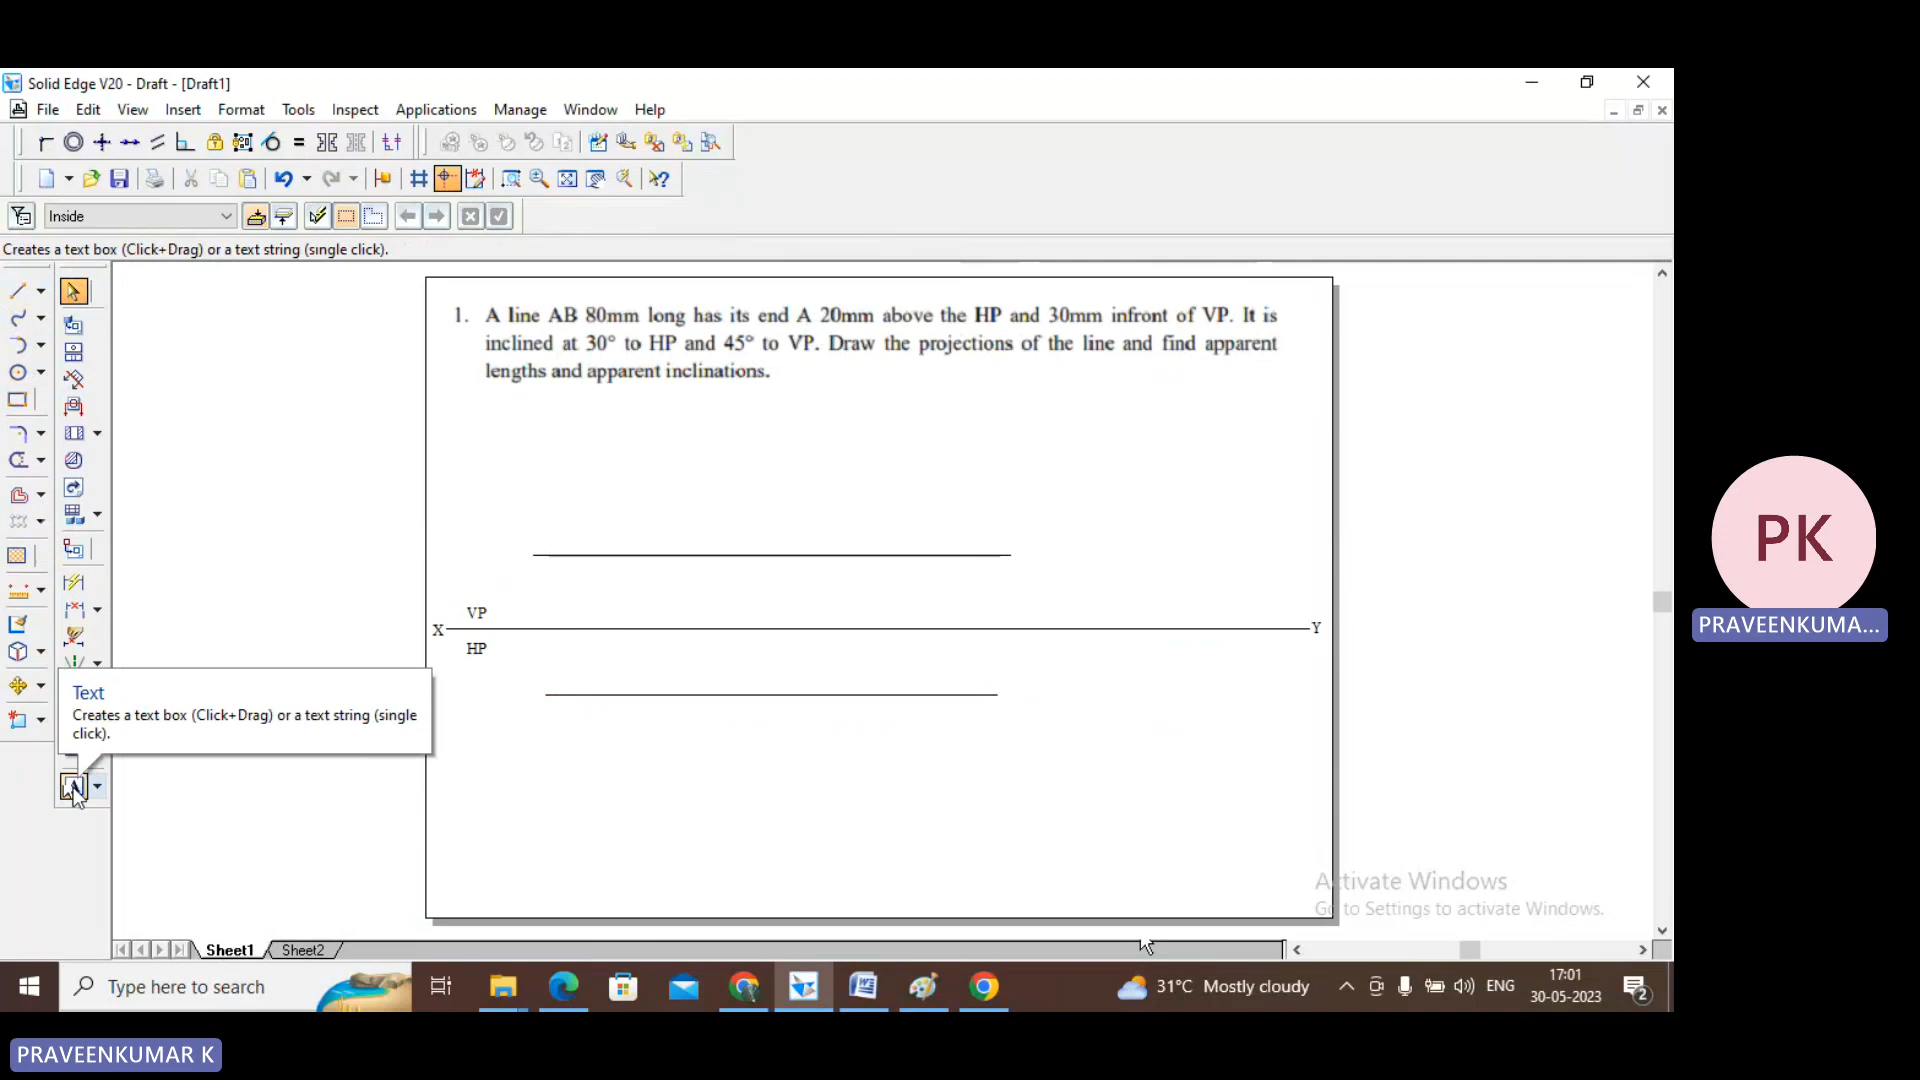 Solid Edge V20 - Draft - [Draft1]
File Edit View Insert Format Tools Inspect Applications Manage Window Help
Inside
Creates a text box (Click+Drag) or a text string (single click).
1. A line AB 80mm long has its end A 20mm above the HP and 30mm infront of VP. It is
inclined at 30° to HP and 45° to VP. Draw the projections of the line and find apparent
lengths and apparent inclinations.
VP
X
Y
HP
Text
Creates a text box (Click+Drag) or a text string (single
click).
PK
PRAVEENKUMA...
Activate Windows
Go to Settings to activate Windows.
Sheet1 Sheet2
Type here to search
31°C Mostly cloudy
ENG
17:01
30-05-2023
2
PRAVEENKUMAR K